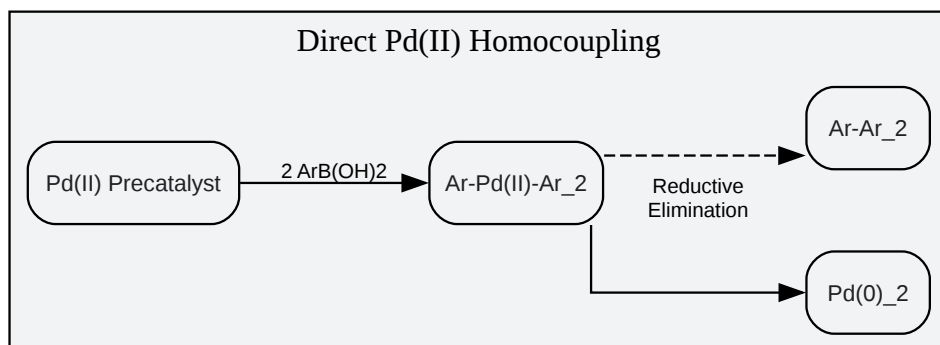 Direct Pd(II) Homocoupling
Pd(II) Precatalyst
2 ArB(OH)2
Ar-Pd(II)-Ar_2
Reductive
Elimination
Ar-Ar_2
Pd(0)_2